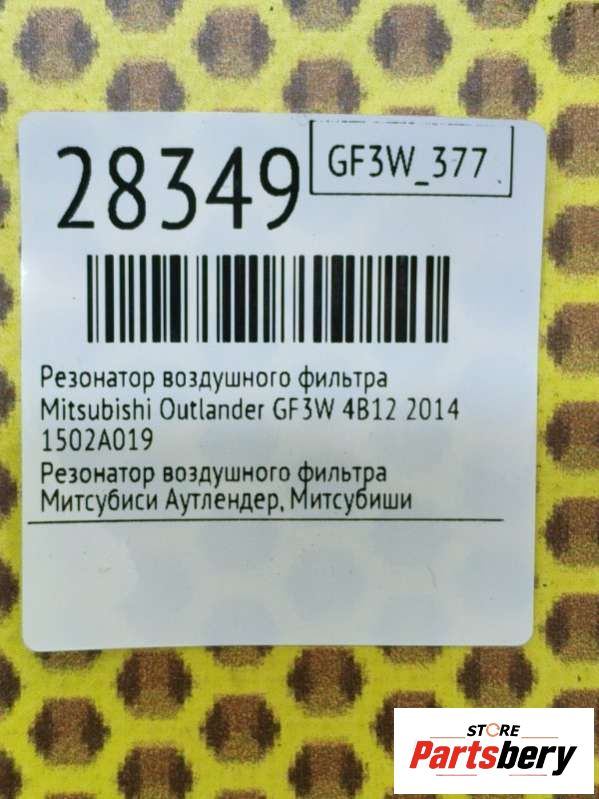 28349
GF3W_377
Резонатор воздушного фильтра
Mitsubishi Outlander GF3W 4B12 2014
1502A019
Резонатор воздушного фильтра
Митсубиси Аутлендер, Митсубиши
STORE
Partsbery